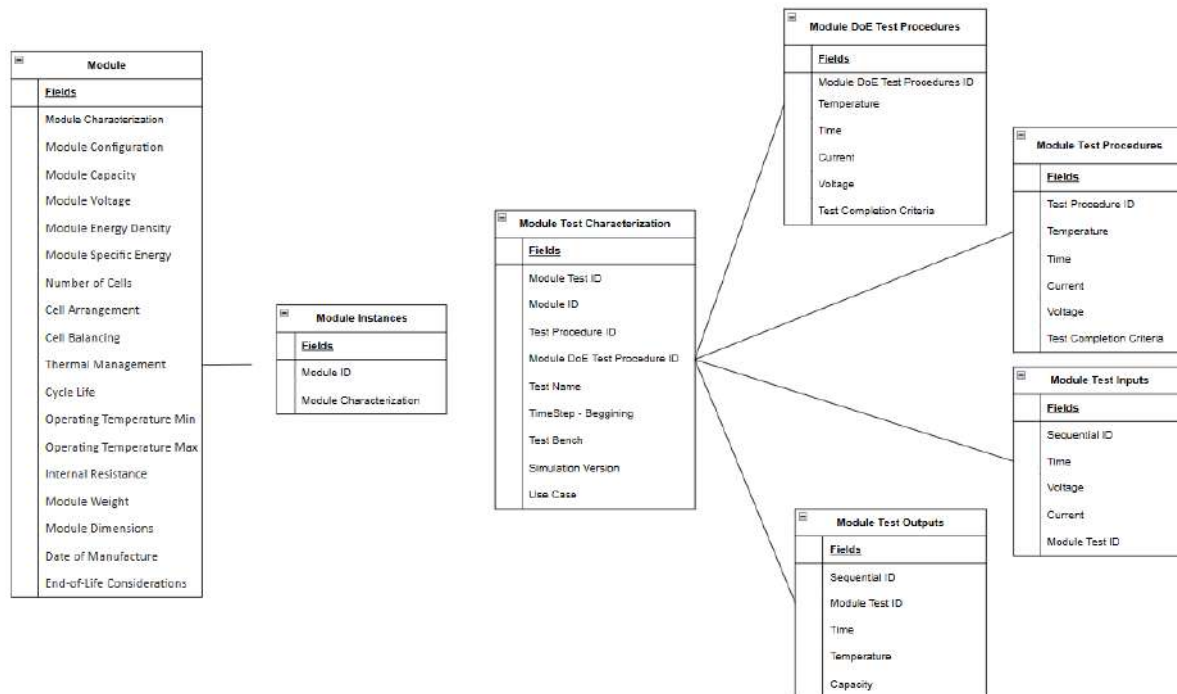 Module
Fields
Module Characterization
Module Configuration
Module Capacity
Module Voltage
Module Energy Density
Module Specific Energy
Number of Cells
Cell Arrangement
Cell Balancing
Thermal Management
Cycle Life
Operating Temperature Min
Operating Temperature Max
Internal Resistance
Module Weight
Module Dimensions
Date of Manufacture
End-of-Life Considerations
Module Instances
Fields
Module ID
Module Characterization
Module Test Characterization
Fields
Module Test ID
Module ID
Test Procedure ID
Module DoE Test Procedure ID
Test Name
TimeStep - Beggining
Test Bench
Simulation Version
Use Case
Module DoE Test Procedures
Fields
Module DoE Test Procedures ID
Temperature
Time
Current
Voltage
Test Completion Criteria
Module Test Procedures
Fields
Test Procedure ID
Temperature
Time
Current
Voltage
Test Completion Criteria
Module Test Inputs
Fields
Sequential ID
Time
Voltage
Current
Module Test ID
Module Test Outputs
Fields
Sequential ID
Module Test ID
Time
Temperature
Capacity